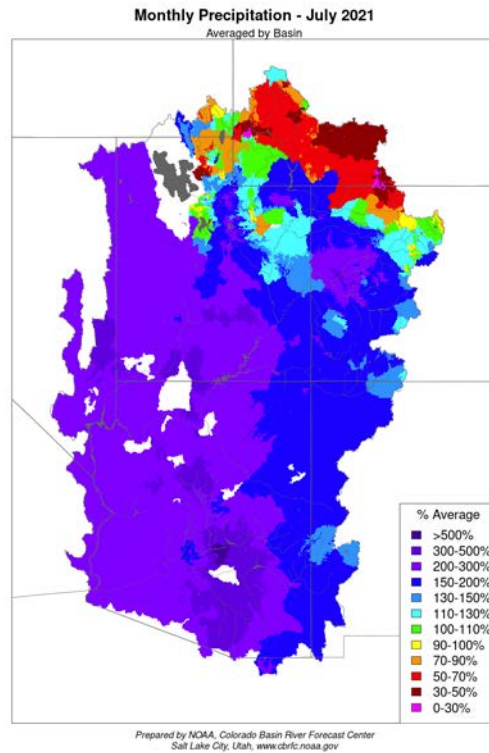 Monthly Precipitation - July 2021
Averaged by Basin
% Average
>500%
300-500%
200-300%
150-200%
130-150%
110-130%
100-110%
90-100%
70-90%
50-70%
30-50%
0-30%
Prepared by NOAA, Colorado Basin River Forecast Center
Salt Lake City, Utah, www.cbrfc.noaa.gov